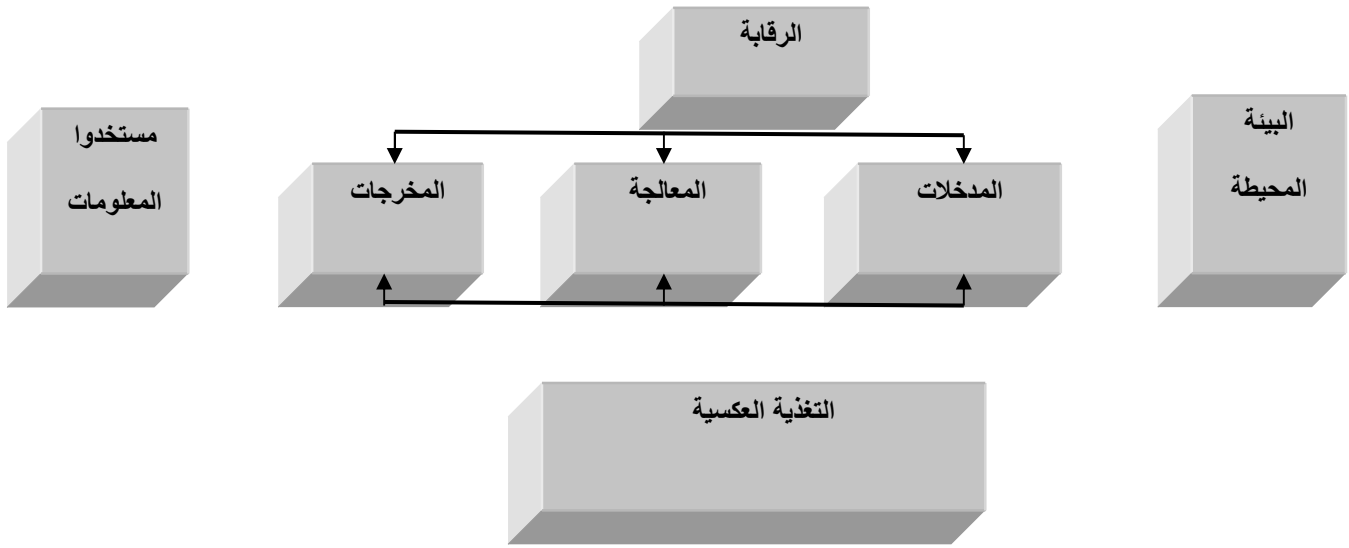 الرقابة
البيئة
المحيطة
المدخلات
المعالجة
المخرجات
مستخدوا
المعلومات
التغذية العكسية